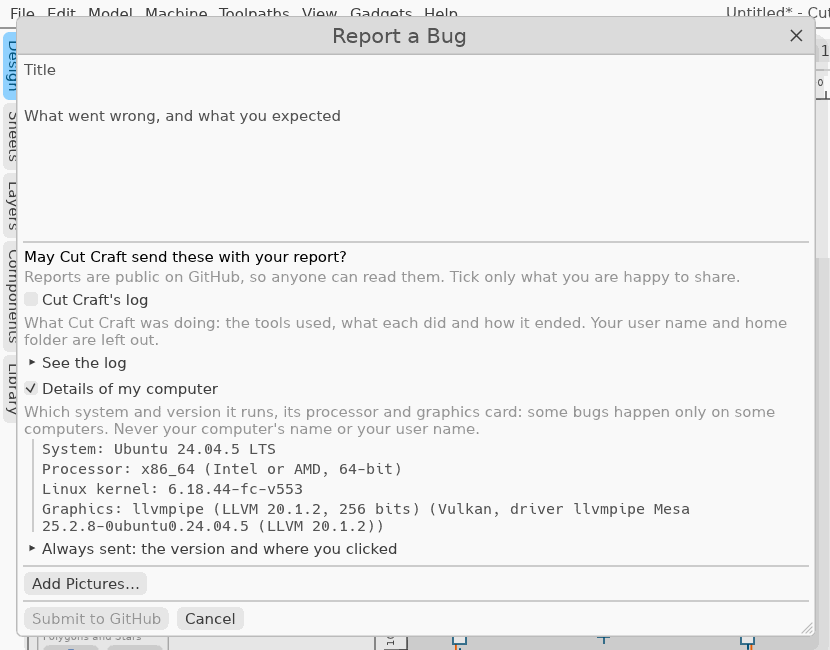 File Edit Model Machine Toolpaths View Gadgets Help
Untitled* - Cut
Report a Bug
Design
Sheets
Layers
Components
Library
Title
What went wrong, and what you expected
May Cut Craft send these with your report?
Reports are public on GitHub, so anyone can read them. Tick only what you are happy to share.
Cut Craft's log
What Cut Craft was doing: the tools used, what each did and how it ended. Your user name and home
folder are left out.
See the log
Details of my computer
Which system and version it runs, its processor and graphics card: some bugs happen only on some
computers. Never your computer's name or your user name.
System: Ubuntu 24.04.5 LTS
Processor: x86_64 (Intel or AMD, 64-bit)
Linux kernel: 6.18.44-fc-v553
Graphics: llvmpipe (LLVM 20.1.2, 256 bits) (Vulkan, driver llvmpipe Mesa
25.2.8-0ubuntu0.24.04.5 (LLVM 20.1.2))
Always sent: the version and where you clicked
Add Pictures...
Submit to GitHub
Cancel
Polygons and Stars